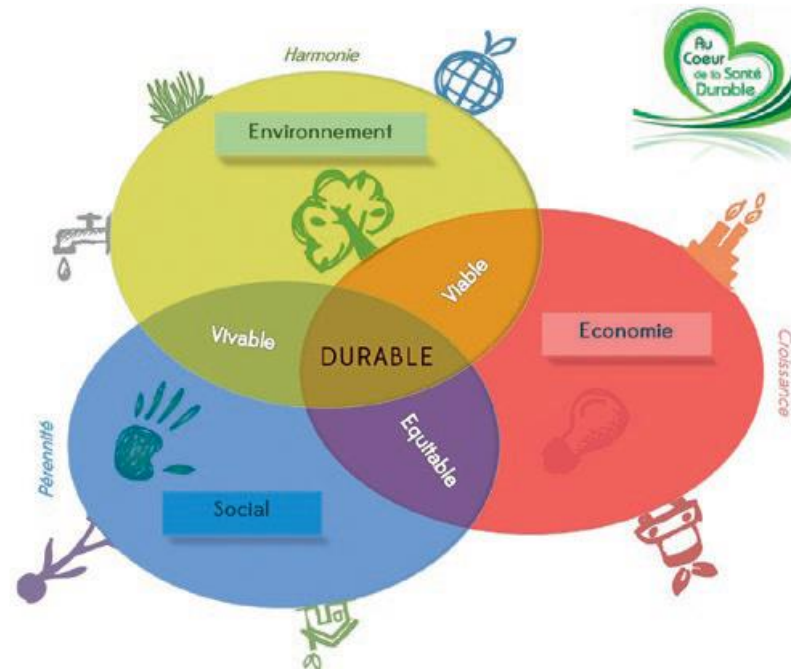 Harmonie
Au
Coeur
de la Santé
Durable
Environnement
Viable
Vivable
Economie
DURABLE
Croissance
Equitable
Pérennité
Social